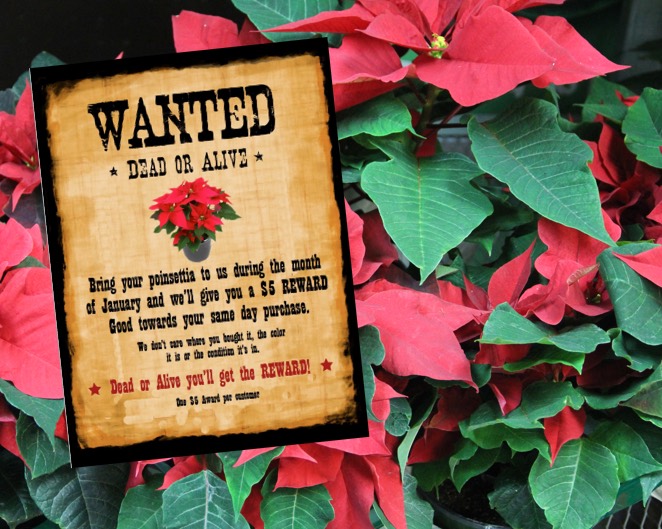 WANTED
★ DEAD OR ALIVE ★
Bring your poinsettia to us during the month
of January and we'll give you a $5 REWARD
Good towards your same day purchase.
We don't care where you bought it, the color
it is or the condition it's in.
★ Dead or Alive you'll get the REWARD! ★
One $5 Award per customer